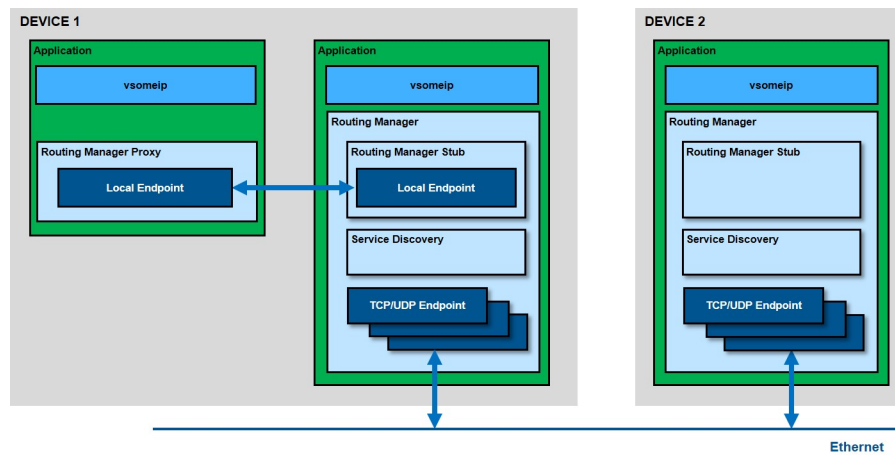 DEVICE 1
Application
vsomeip
Routing Manager Proxy
Local Endpoint
Application
vsomeip
Routing Manager
Routing Manager Stub
Local Endpoint
Service Discovery
TCP/UDP Endpoint
DEVICE 2
Application
vsomeip
Routing Manager
Routing Manager Stub
Service Discovery
TCP/UDP Endpoint
Ethernet